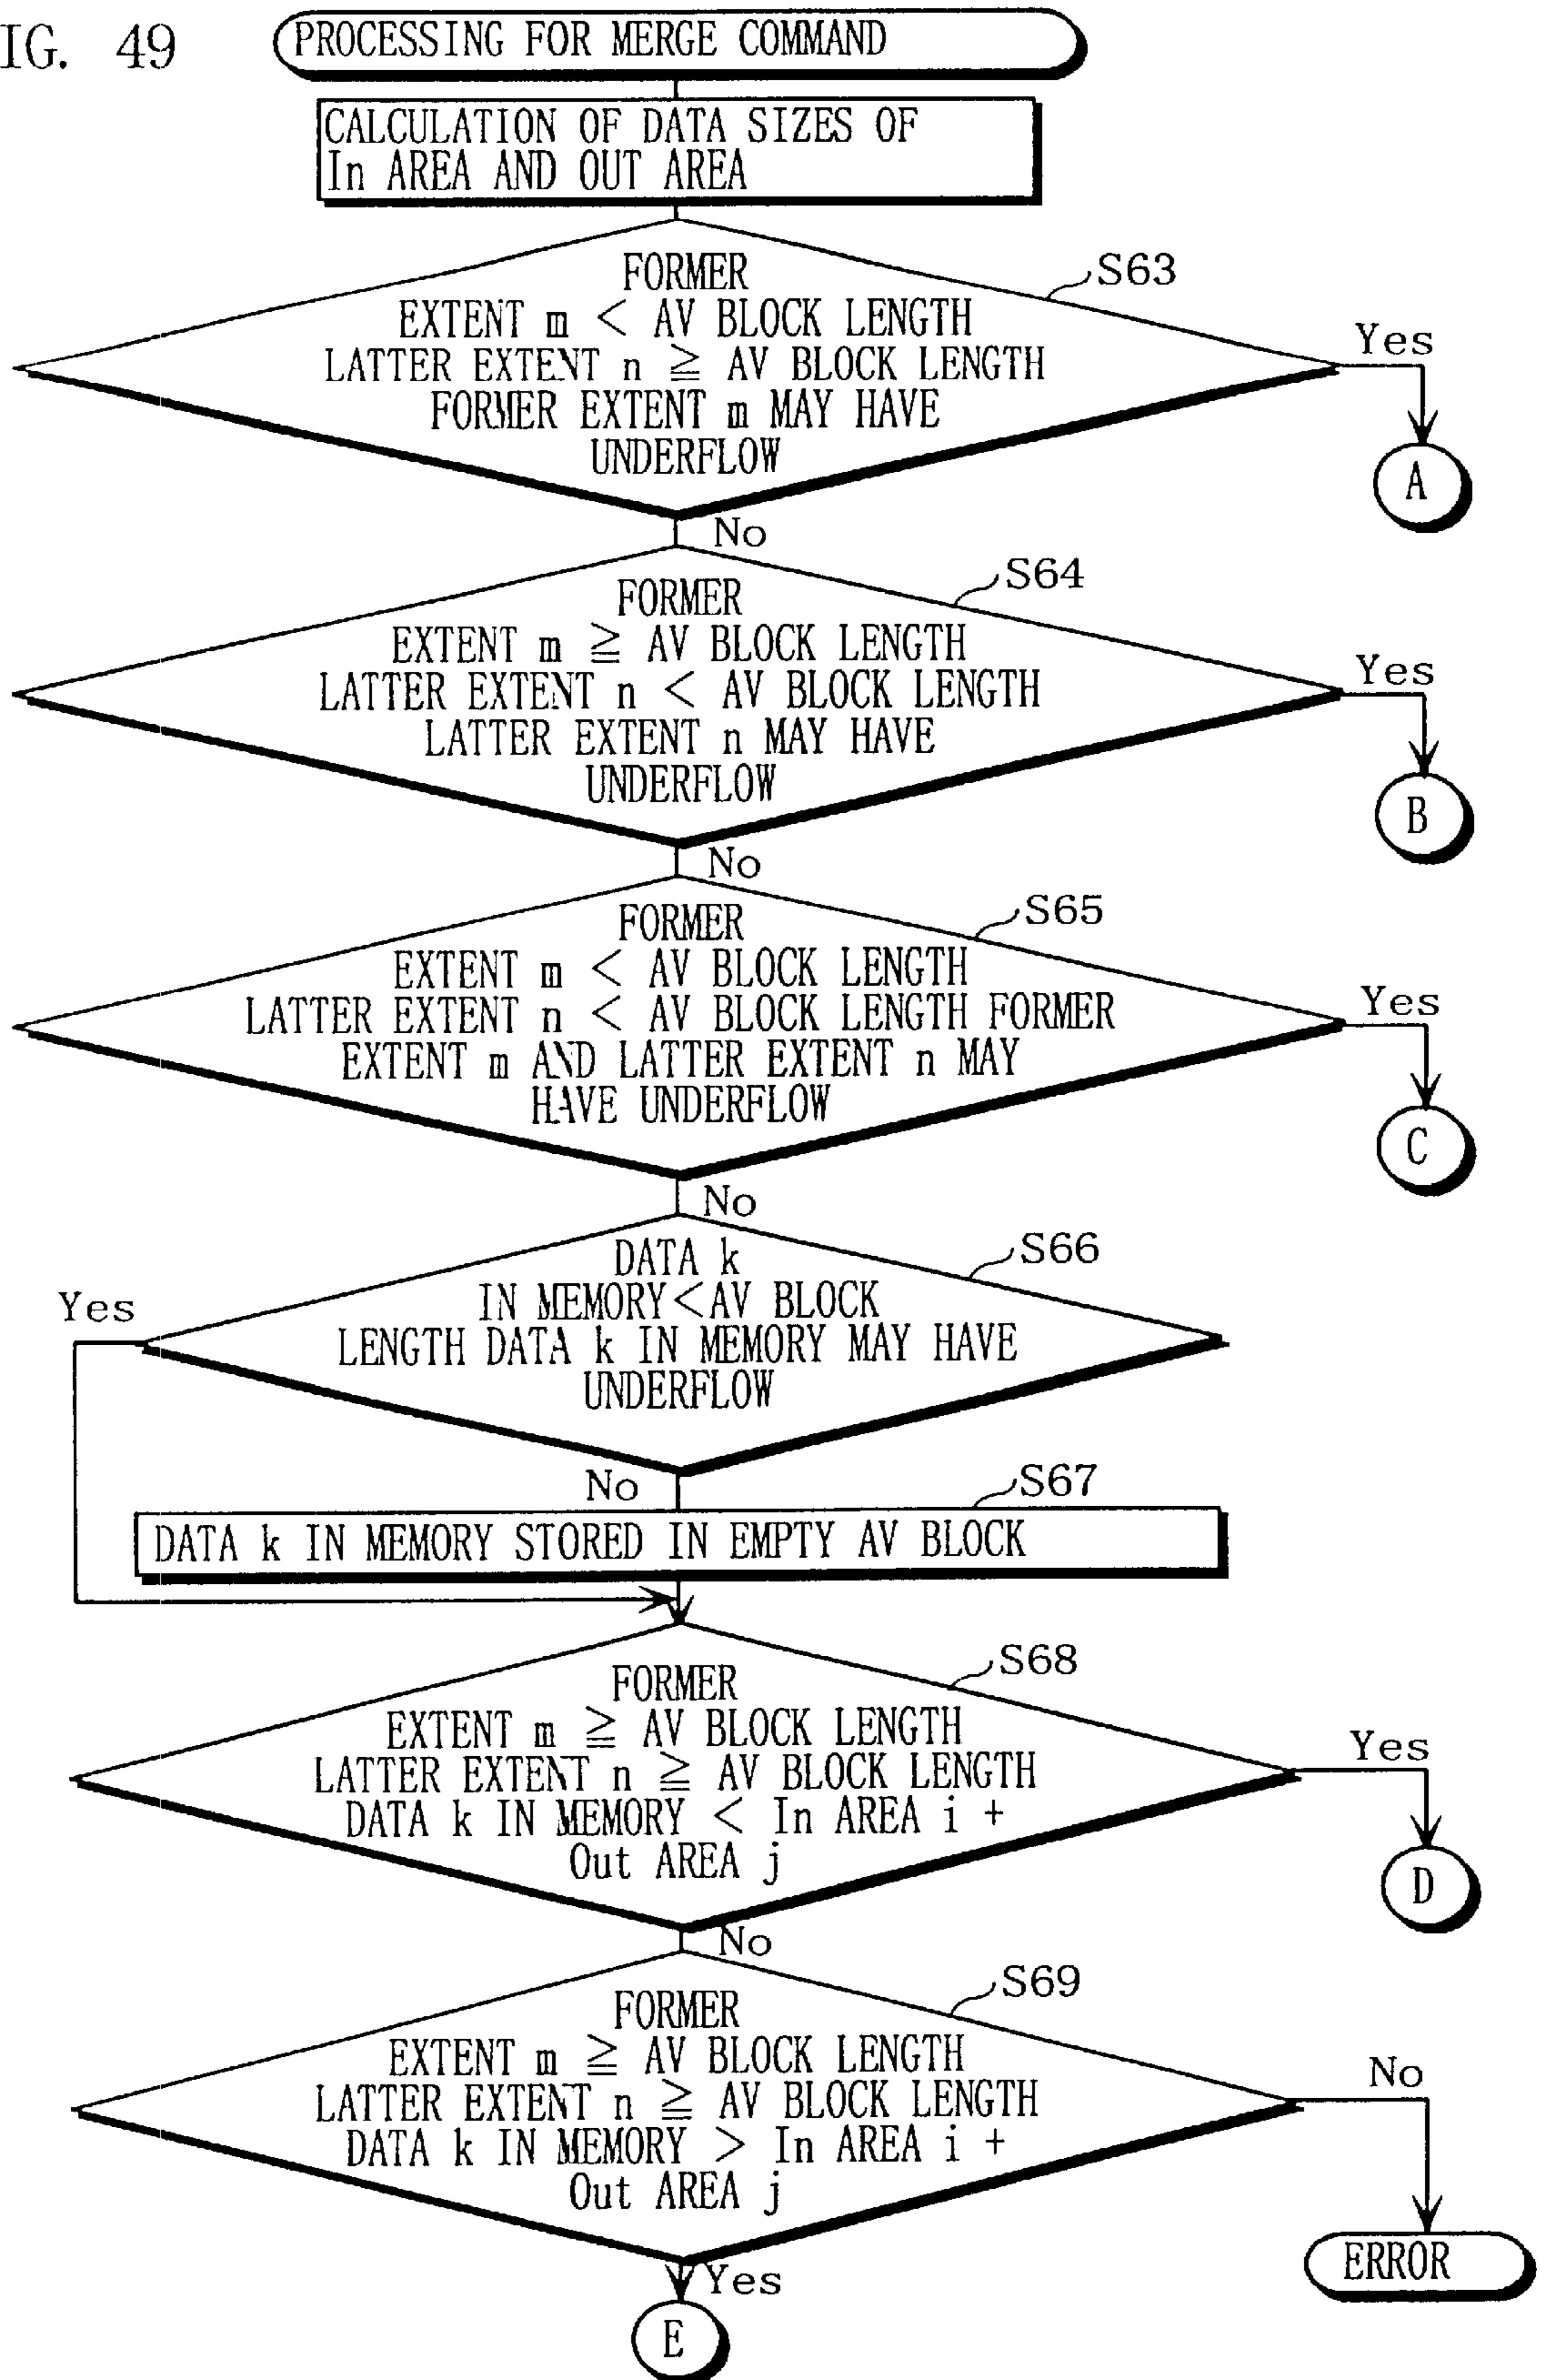 IG. 49
PROCESSING FOR MERGE COMMAND
CALCULATION OF DATA SIZES OF
In AREA AND OUT AREA
S63
FORMER
EXTENT m < AV BLOCK LENGTH
LATTER EXTENT n ≧ AV BLOCK LENGTH
FORMER EXTENT m MAY HAVE
UNDERFLOW
Yes
A
No
S64
FORMER
EXTENT m ≧ AV BLOCK LENGTH
LATTER EXTENT n < AV BLOCK LENGTH
LATTER EXTENT n MAY HAVE
UNDERFLOW
Yes
B
No
S65
FORMER
EXTENT m < AV BLOCK LENGTH
LATTER EXTENT n < AV BLOCK LENGTH FORMER
EXTENT m AND LATTER EXTENT n MAY
HAVE UNDERFLOW
Yes
C
No
S66
DATA k
IN MEMORY<AV BLOCK
LENGTH DATA k IN MEMORY MAY HAVE
UNDERFLOW
Yes
No
S67
DATA k IN MEMORY STORED IN EMPTY AV BLOCK
S68
FORMER
EXTENT m ≧ AV BLOCK LENGTH
LATTER EXTENT n ≧ AV BLOCK LENGTH
DATA k IN MEMORY < In AREA i +
Out AREA j
Yes
D
No
S69
FORMER
EXTENT m ≧ AV BLOCK LENGTH
LATTER EXTENT n ≧ AV BLOCK LENGTH
DATA k IN MEMORY > In AREA i +
Out AREA j
No
ERROR
Yes
E